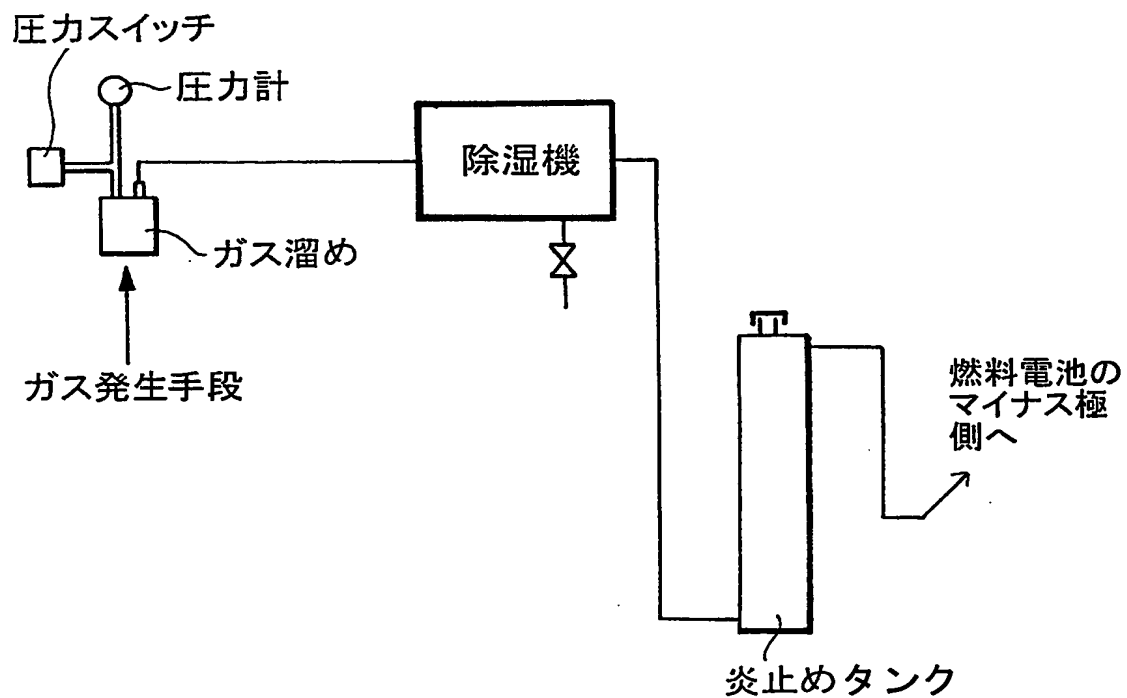 圧力スイッチ
圧力計
除湿機
ガス溜め
ガス発生手段
燃料電池の
マイナス極
側へ
炎止めタンク